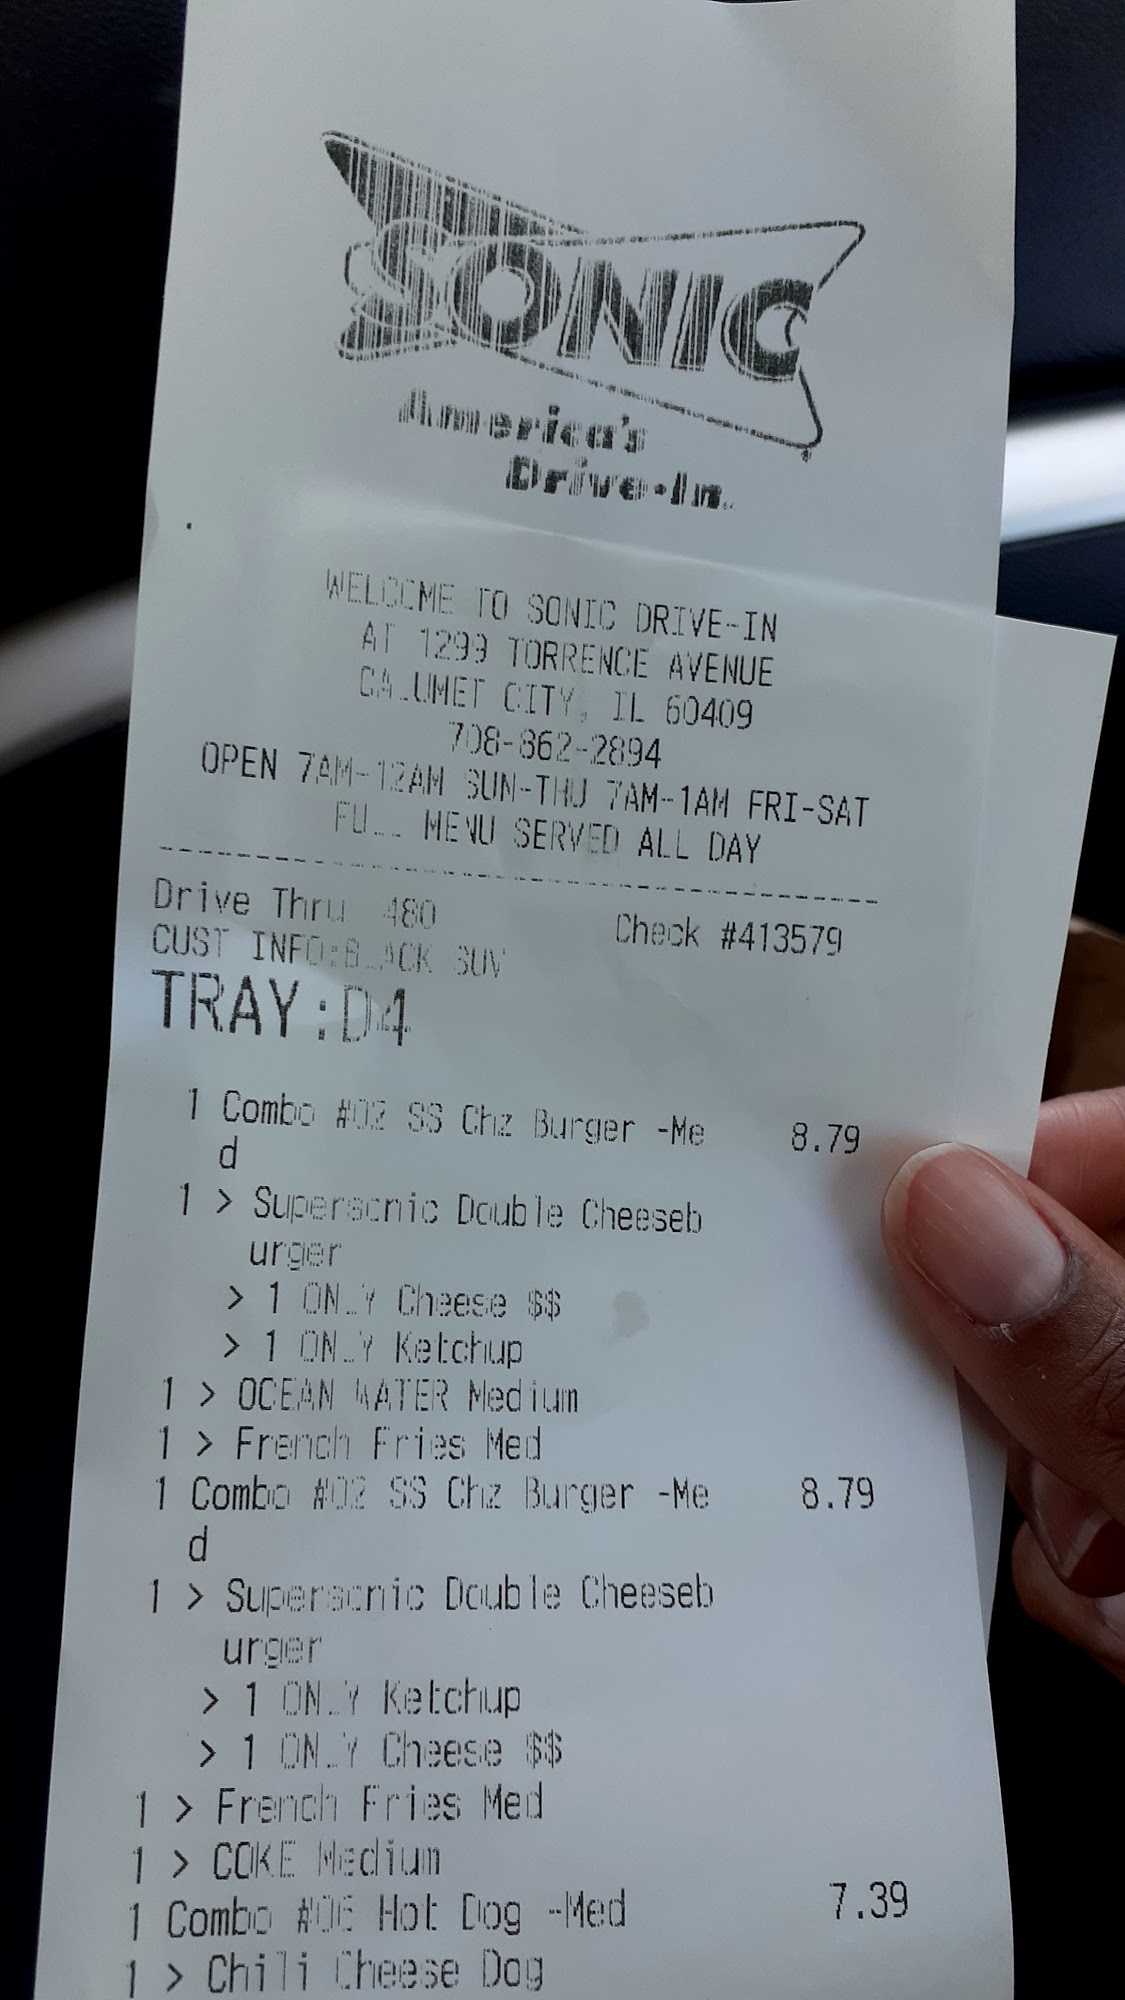 SONIC
America's
Drive-In.
WELCOME TO SONIC DRIVE-IN
AT 1299 TORRENCE AVENUE
CALUMET CITY, IL 60409
708-862-2894
OPEN 7AM-12AM SUN-THU 7AM-1AM FRI-SAT
FULL MENU SERVED ALL DAY
Drive Thru 480 Check #413579
CUST INFO:BLACK SUV
TRAY:D4
1 Combo #02 SS Chz Burger -Me 8.79
d
1 > Supersonic Double Cheeseb
urger
> 1 ONLY Cheese $$
> 1 ONLY Ketchup
1 > OCEAN WATER Medium
1 > French Fries Med
1 Combo #02 SS Chz Burger -Me 8.79
d
1 > Supersonic Double Cheeseb
urger
> 1 ONLY Ketchup
> 1 ONLY Cheese $$
1 > French Fries Med
1 > COKE Medium
1 Combo #06 Hot Dog -Med 7.39
1 > Chili Cheese Dog